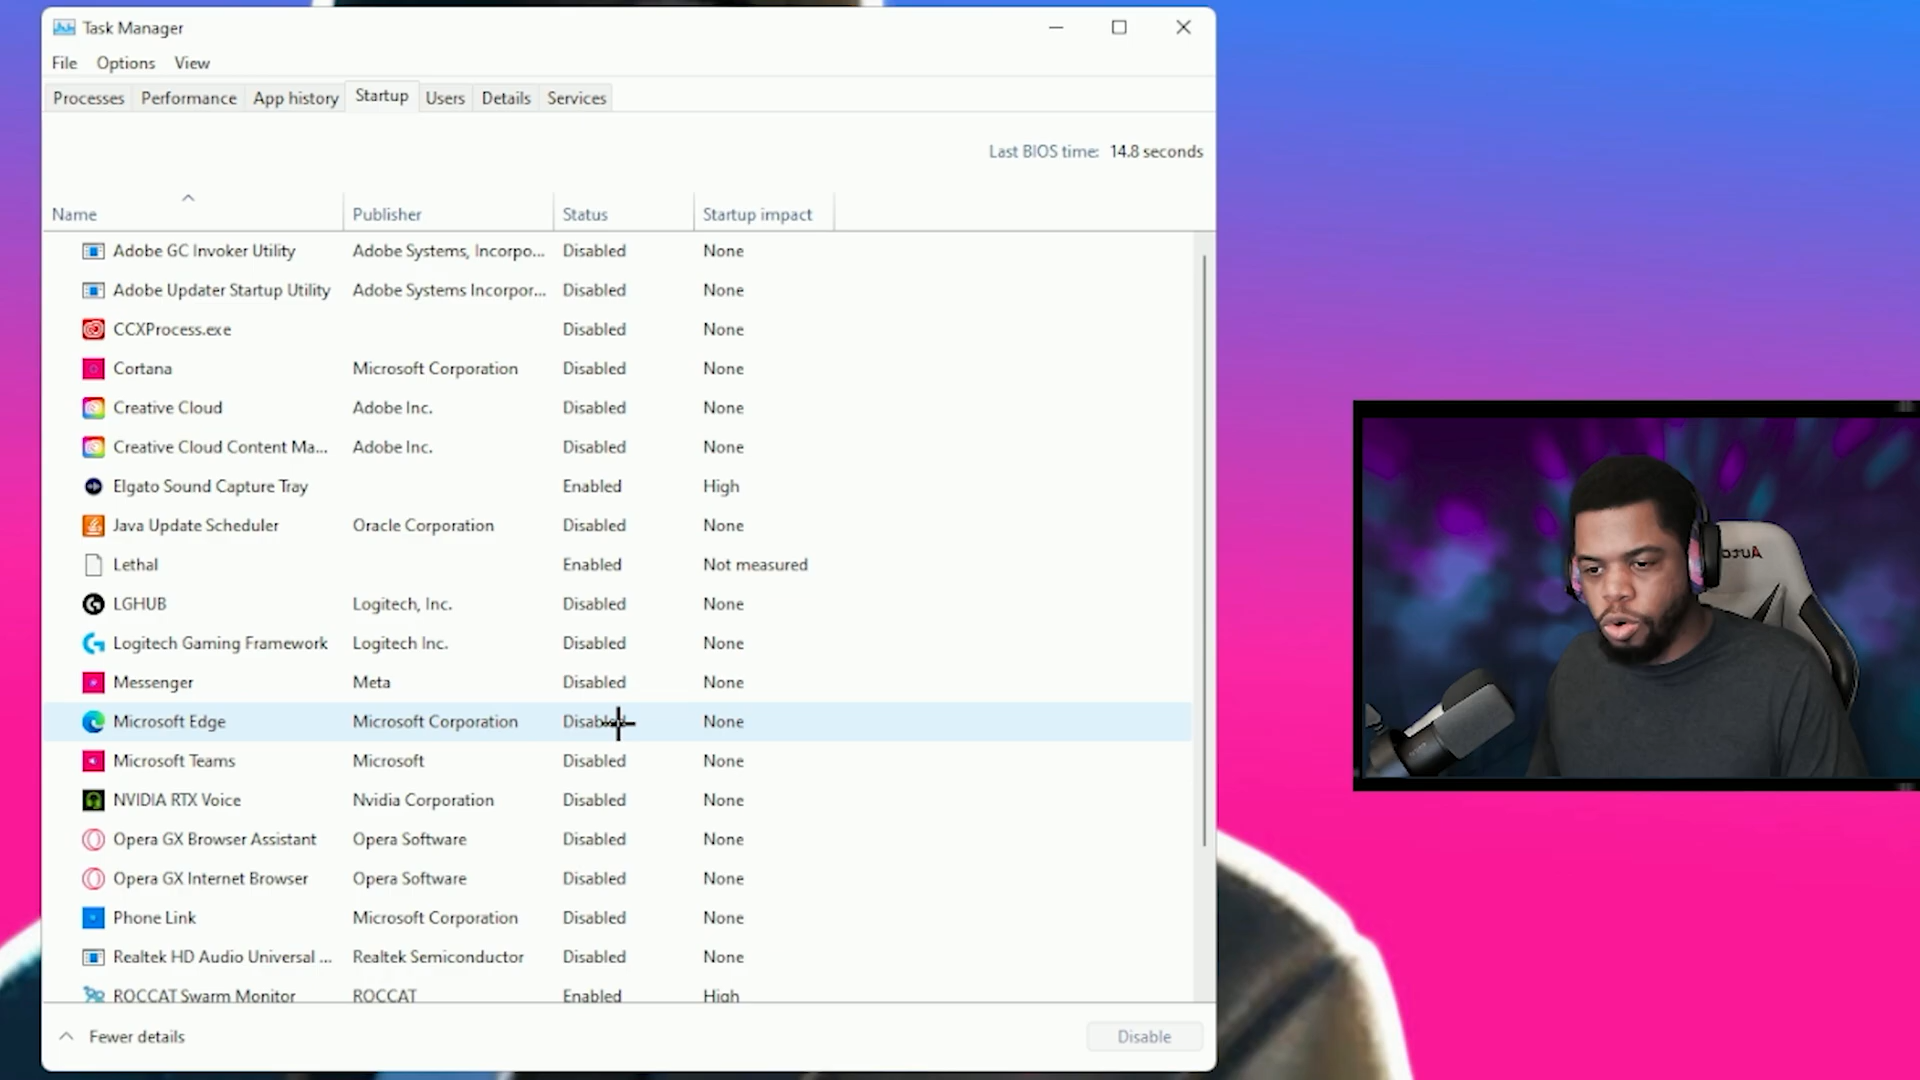 Task Manager
File Options View
Processes Performance App history Startup Users Details Services
Last BIOS time: 14.8 seconds
Name Publisher Status Startup impact
Adobe GC Invoker Utility Adobe Systems, Incorpo... Disabled None
Adobe Updater Startup Utility Adobe Systems Incorpor... Disabled None
CCXProcess.exe Disabled None
Cortana Microsoft Corporation Disabled None
Creative Cloud Adobe Inc. Disabled None
Creative Cloud Content Ma... Adobe Inc. Disabled None
Elgato Sound Capture Tray Enabled High
Java Update Scheduler Oracle Corporation Disabled None
Lethal Enabled Not measured
LGHUB Logitech, Inc. Disabled None
Logitech Gaming Framework Logitech Inc. Disabled None
Messenger Meta Disabled None
Microsoft Edge Microsoft Corporation Disabled None
Microsoft Teams Microsoft Disabled None
NVIDIA RTX Voice Nvidia Corporation Disabled None
Opera GX Browser Assistant Opera Software Disabled None
Opera GX Internet Browser Opera Software Disabled None
Phone Link Microsoft Corporation Disabled None
Realtek HD Audio Universal ... Realtek Semiconductor Disabled None
ROCCAT Swarm Monitor ROCCAT Enabled High
Fewer details Disable
Auto